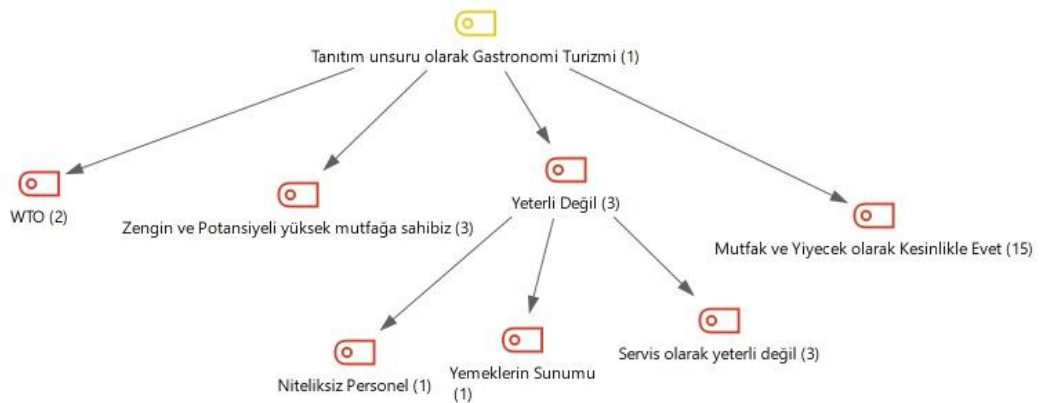 Tanıtım unsuru olarak Gastronomi Turizmi (1)
WTO (2)
Zengin ve Potansiyeli yüksek mutfağa sahibiz (3)
Yeterli Değil (3)
Mutfak ve Yiyecek olarak Kesinlikle Evet (15)
Niteliksiz Personel (1)
Yemeklerin Sunumu
(1)
Servis olarak yeterli değil (3)